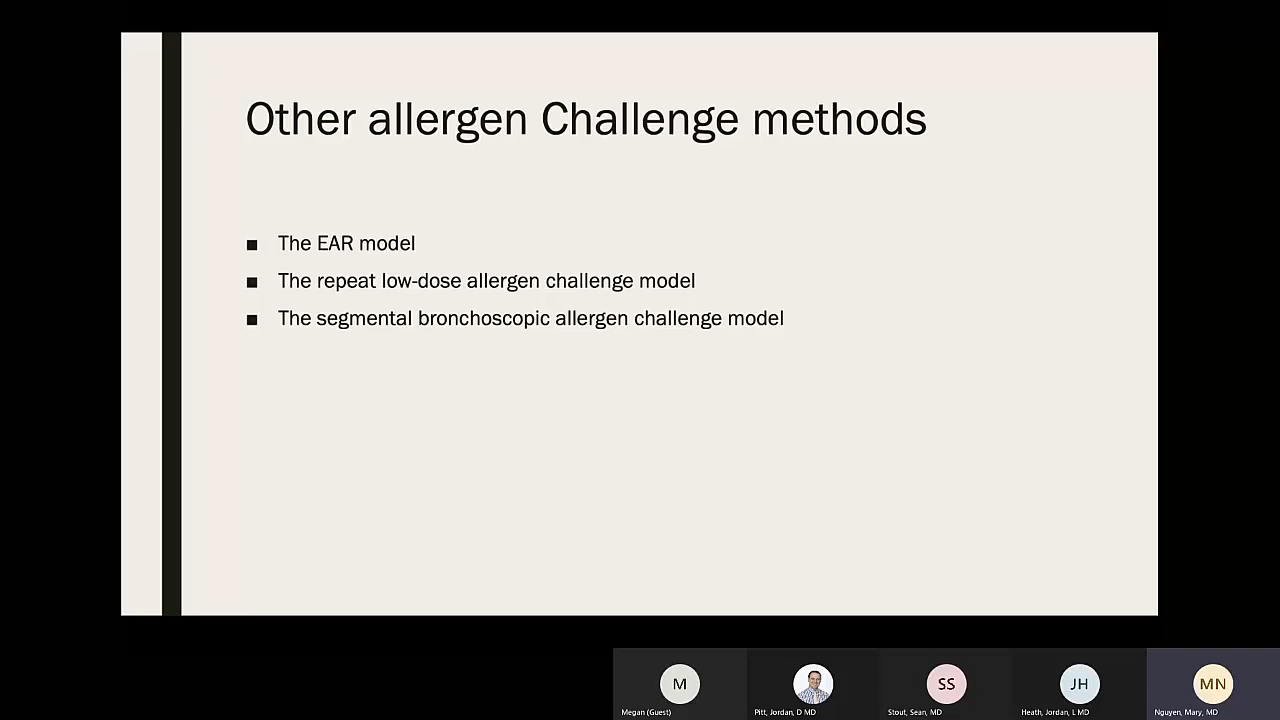 Other allergen Challenge methods
■ The EAR model
■ The repeat low-dose allergen challenge model
■ The segmental bronchoscopic allergen challenge model
M
SS
JH
MN
Megan (Guest)
Pitt, Jordan, D MD
Stout, Sean, MD
Heath, Jordan, L MD
Nguyen, Mary, MD